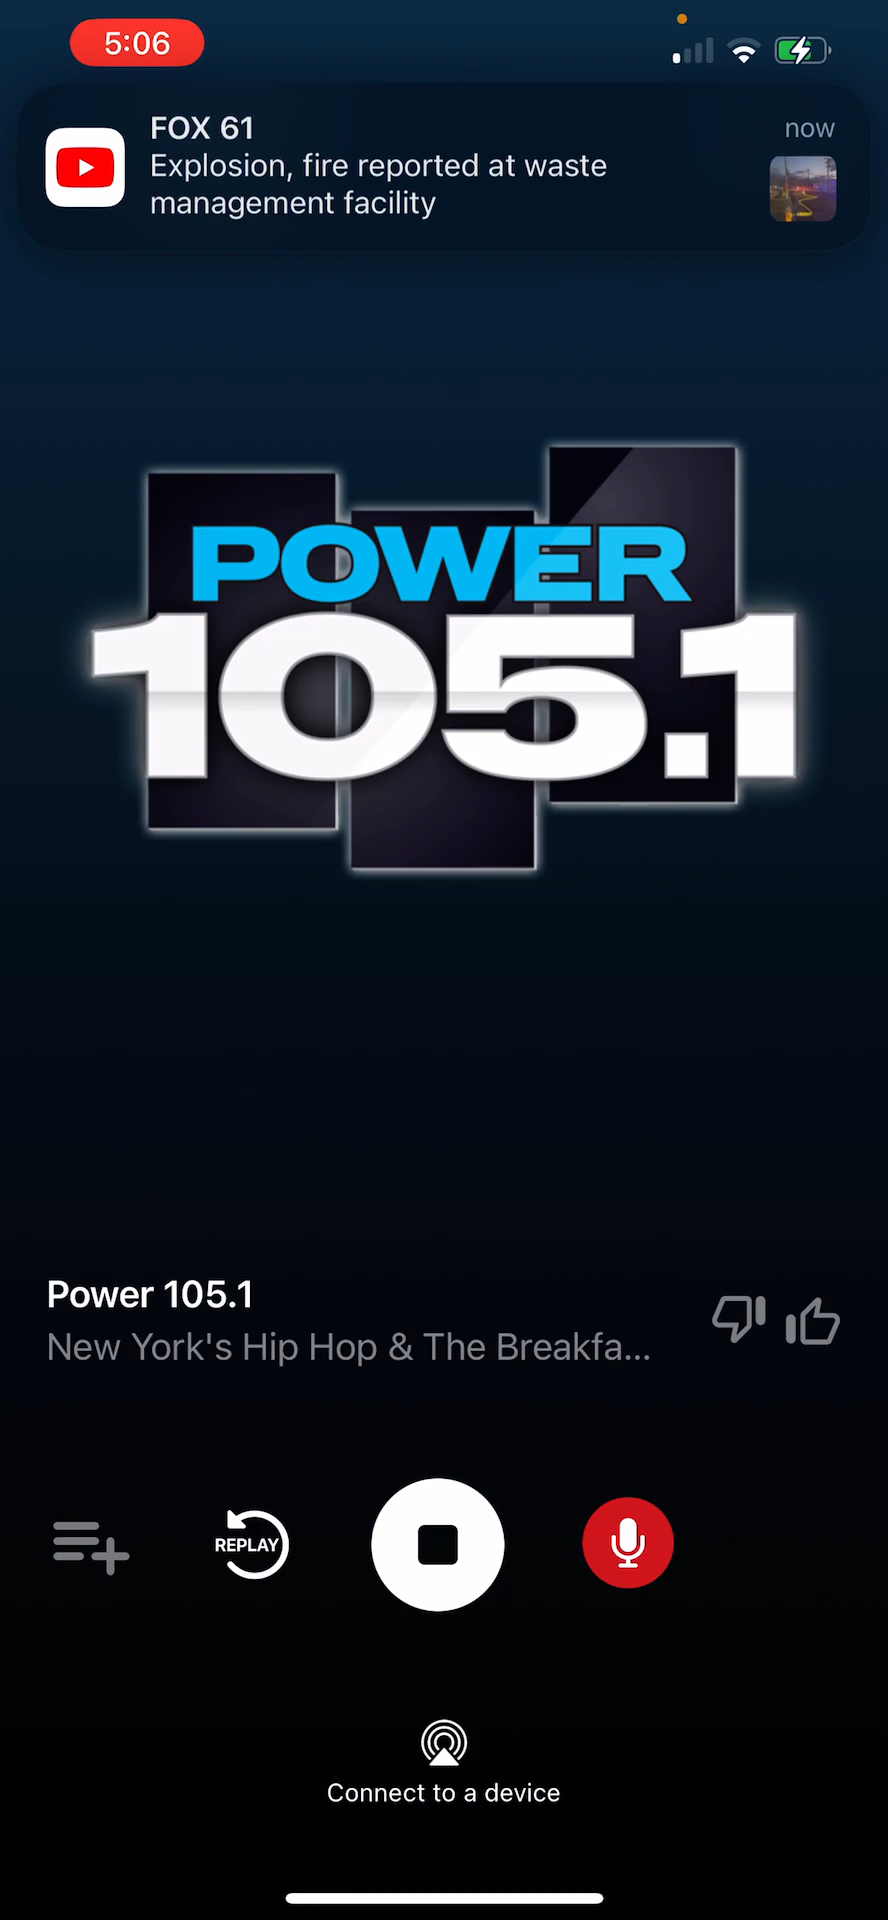 5:06
FOX 61
now
Explosion, fire reported at waste
management facility
POWER
105.1
Power 105.1
New York's Hip Hop & The Breakfa...
REPLAY
Connect to a device